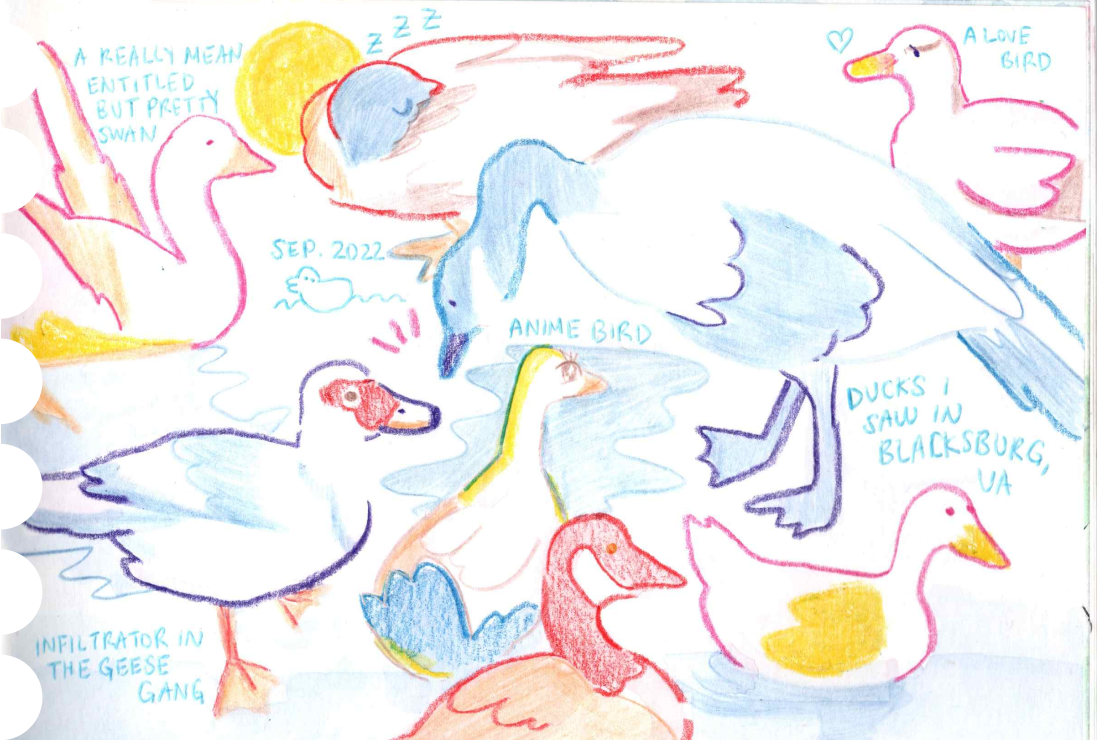 A REALLY MEAN
ENTITLED
BUT PRETTY
SWAN
Z Z Z
A LOVE
BIRD
SEP. 2022
ANIME BIRD
DUCKS I
SAW IN
BLACKSBURG,
VA
INFILTRATOR IN
THE GEESE
GANG